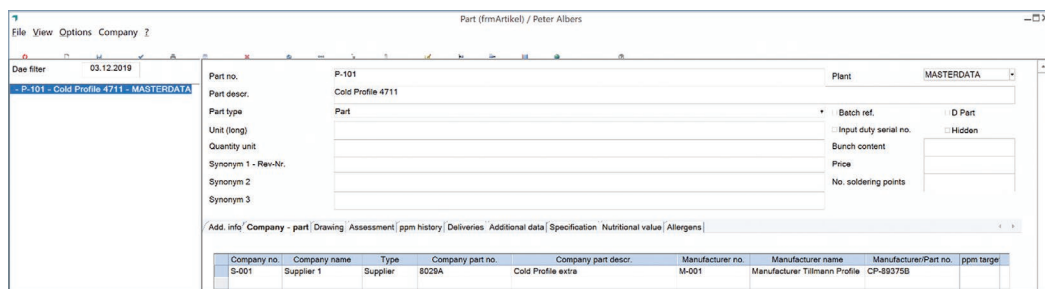 Part (frmArtikel) / Peter Albers
File View Options Company ?
Dae filter 03.12.2019
- P-101 - Cold Profile 4711 - MASTERDATA
Part no. P-101 Plant MASTERDATA
Part descr. Cold Profile 4711
Part type Part Batch ref. D Part
Unit (long) Input duty serial no. Hidden
Quantity unit Bunch content
Synonym 1 - Rev-Nr. Price
Synonym 2 No. soldering points
Synonym 3
Add. info Company - part Drawing Assessment ppm history Deliveries Additional data Specification Nutritional value Allergens
Company no. Company name Type Company part no. Company part descr. Manufacturer no. Manufacturer name Manufacturer/Part no. ppm targe
S-001 Supplier 1 Supplier 8029A Cold Profile extra M-001 Manufacturer Tillmann Profile CP-89375B